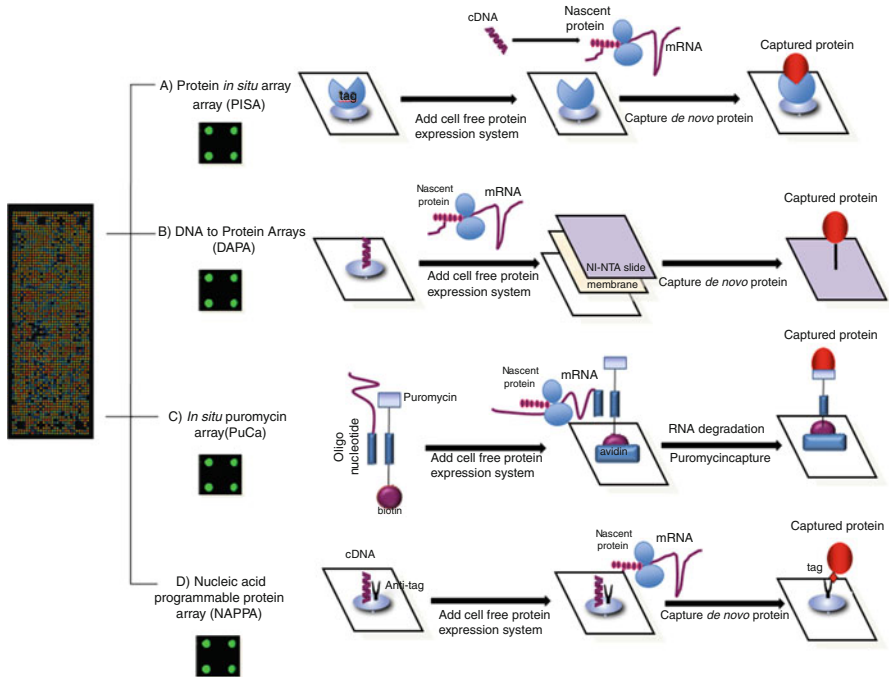 cDNA
Nascent
protein
mRNA
Captured protein
A) Protein in situ array
array (PISA)
tag
Add cell free protein
expression system
Capture de novo protein
Nascent
protein
mRNA
Captured protein
B) DNA to Protein Arrays
(DAPA)
Add cell free protein
expression system
NI-NTA slide
membrane
Capture de novo protein
Captured protein
Puromycin
Nascent
protein
mRNA
C) In situ puromycin
array(PuCa)
Oligo
nucleotide
biotin
Add cell free protein
expression system
avidin
RNA degradation
Puromycincapture
Captured protein
cDNA
Nascent
protein
mRNA
D) Nucleic acid
programmable protein
array (NAPPA)
Anti-tag
Add cell free protein
expression system
Capture de novo protein
tag